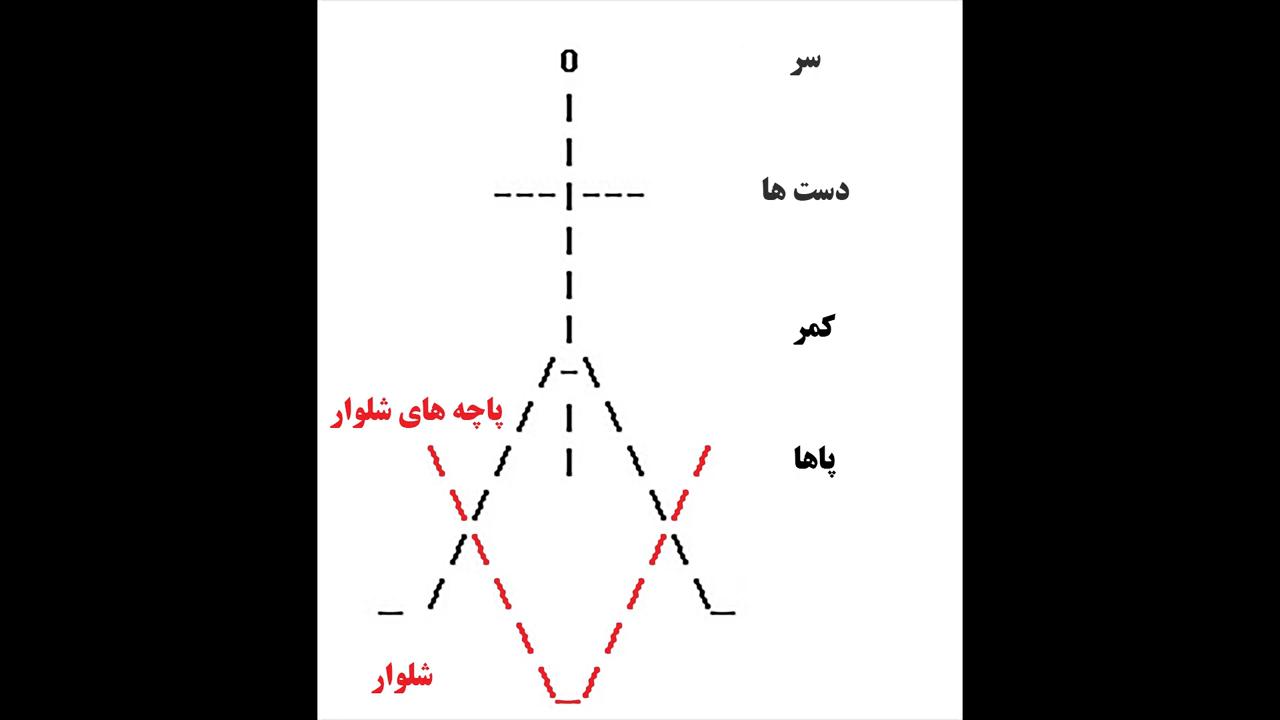 سر
دست ها
کمر
پاچه های شلوار
پاها
شلوار